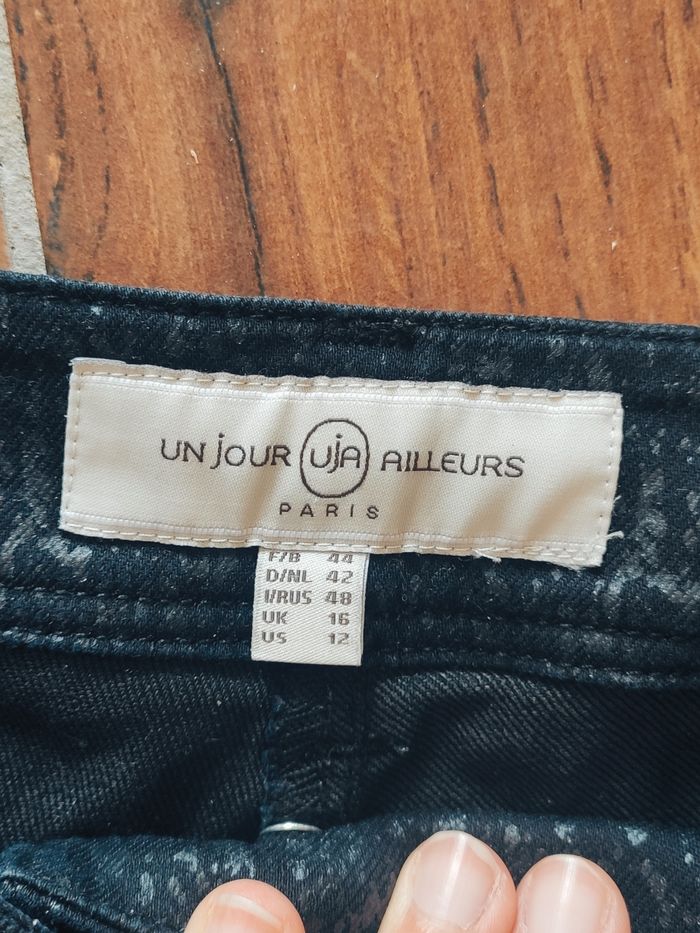 UN jOUR UjA AILLEURS
PARIS
F/B 44
D/NL 42
I/RUS 48
UK 16
US 12